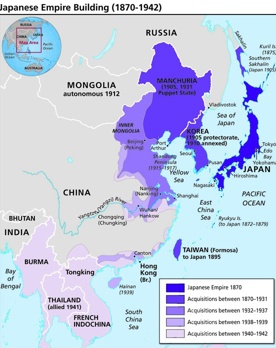 Japanese Empire Building (1870-1942)
RUSSIA
CHINA
JAPAN
Map Area
AUSTRALIA
RUSSIA
MONGOLIA
autonomous 1912
MANCHURIA
(1905, 1931
Puppet State)
Sakhalin
Kuril Is.
(1875)
Southern
Sakhalin
(Japan 1905)
Vladivostok
INNER
MONGOLIA
Beijing
(Peking)
Port
Arthur
KOREA
(1905 protectorate,
1910 annexed)
Seoul
Pusan
Sea of
Japan
Tokyo
Edo
Bay
Yokohama
JAPAN
Hiroshima
Nagasaki
Shandong
Peninsula
(1915-1917)
Yellow
Sea
CHINA
Nanjing
(Nanking)
Shanghai
Wuhan
Hankow
Yangtze
River
Chongqing
(Chungking)
East
China
Sea
PACIFIC
OCEAN
Ryukyu Is.
(to Japan 1872-1879)
BHUTAN
INDIA
BURMA
Bay
of
Bengal
Tongking
Canton
Hong
Kong
(Br.)
TAIWAN (Formosa)
to Japan 1895
Hainan
(1939)
South
China
Sea
THAILAND
(allied 1941)
FRENCH
INDOCHINA
Japanese Empire 1870
Acquisitions between 1870–1931
Acquisitions between 1932–1937
Acquisitions between 1938–1939
Acquisitions between 1940–1942